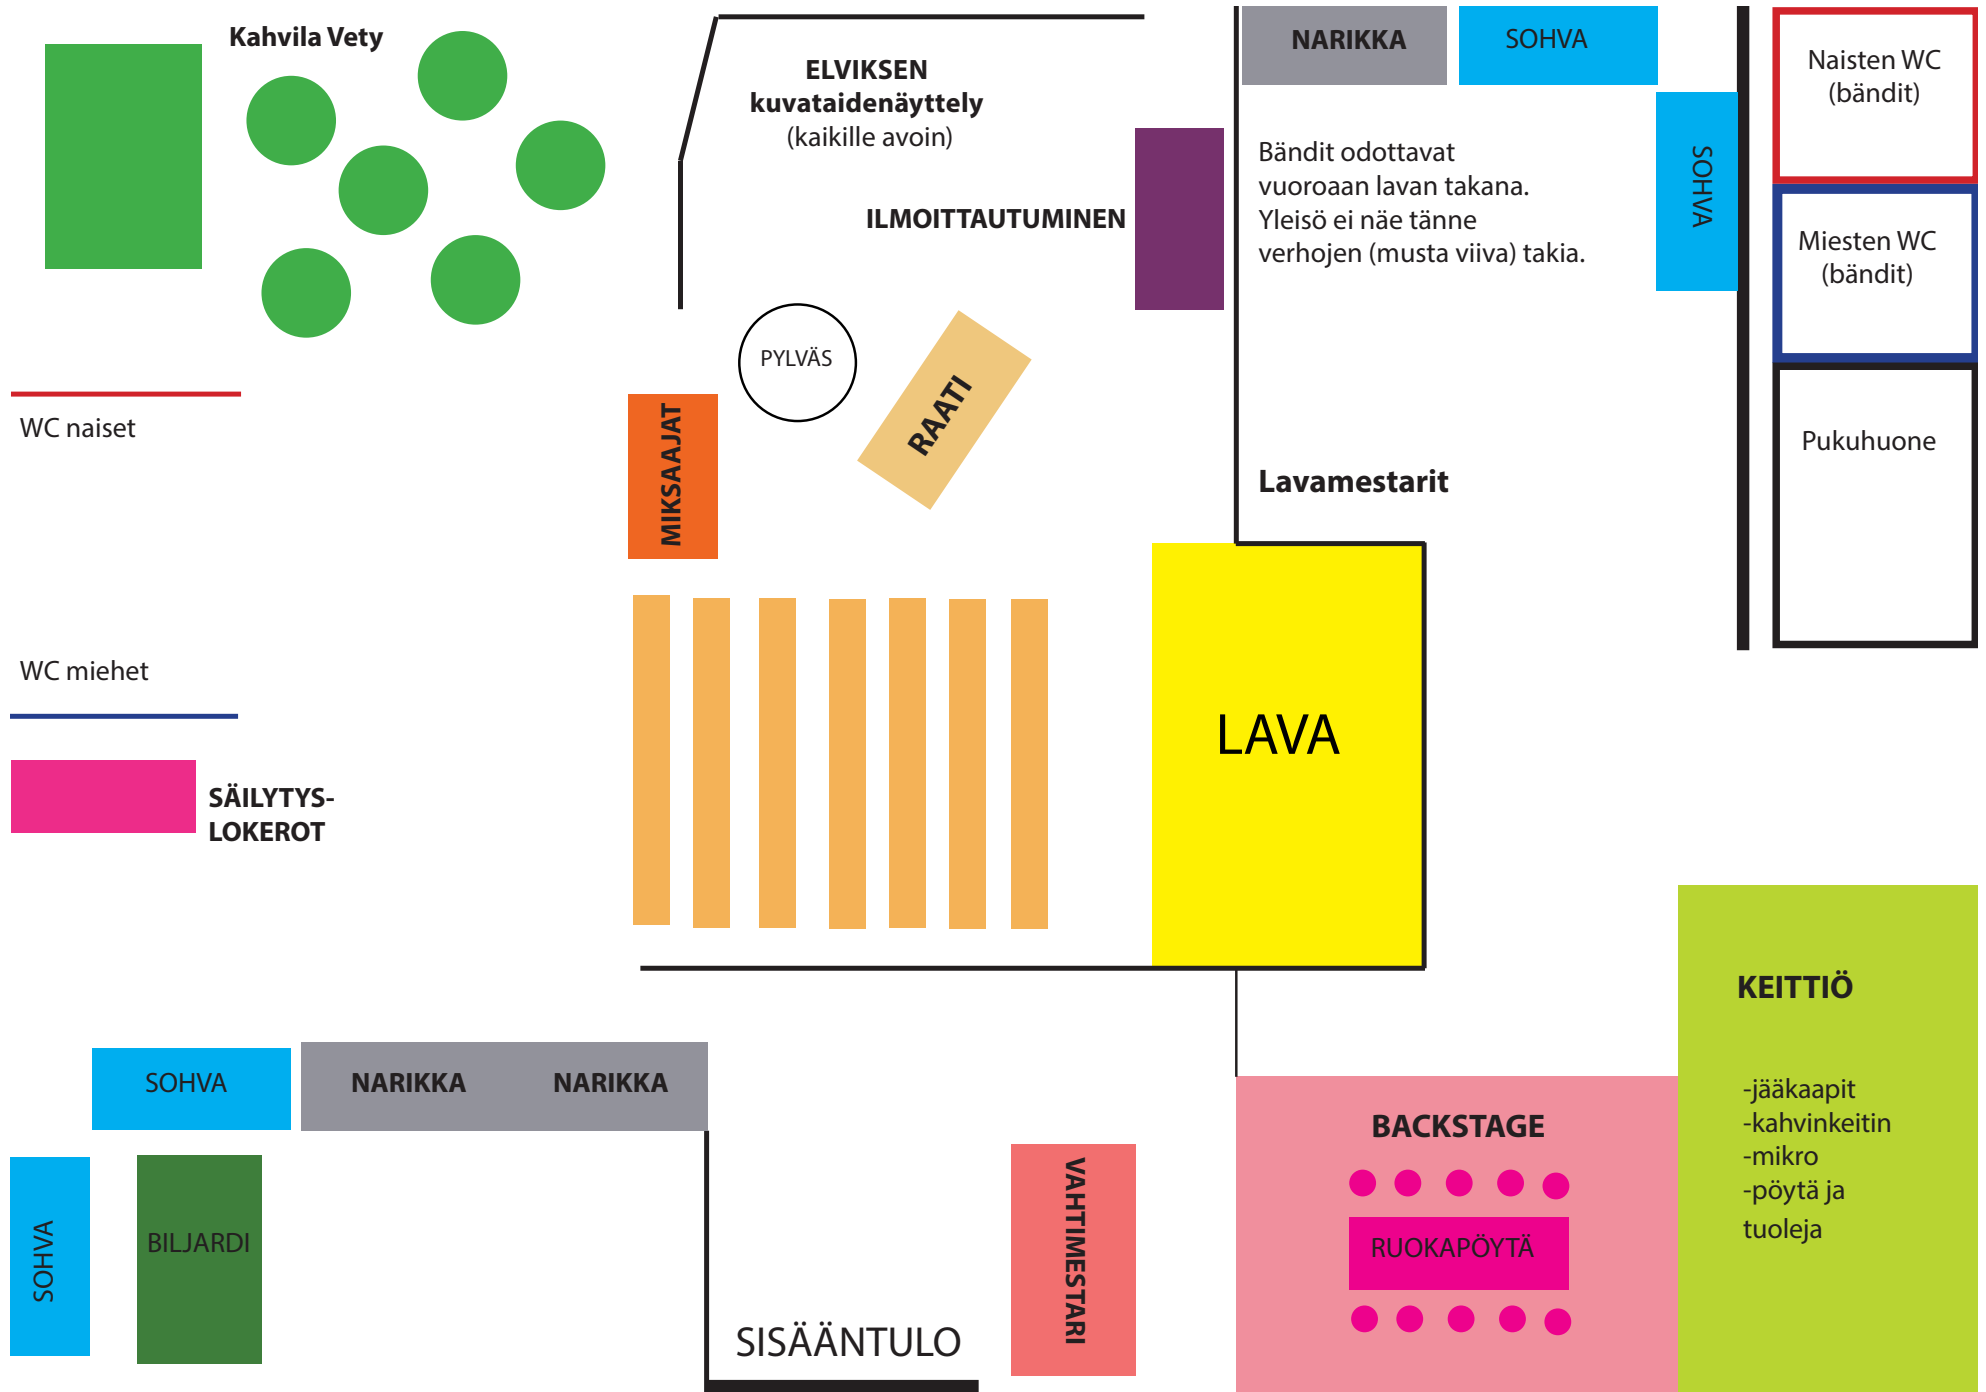 Kahvila Vety
ELVIKSEN
kuvataidenäyttely
(kaikille avoin)
ILMOITTAUTUMINEN
NARIKKA
SOHVA
SOHVA
Bändit odottavat
vuoroaan lavan takana.
Yleisö ei näe tänne
verhojen (musta viiva) takia.
Naisten WC
(bändit)
Miesten WC
(bändit)
Pukuhuone
PYLVÄS
RAATI
MIKSAAJAT
WC naiset
Lavamestarit
WC miehet
LAVA
SÄILYTYS-
LOKEROT
KEITTIÖ
-jääkaapit
-kahvinkeitin
-mikro
-pöytä ja
tuoleja
SOHVA
NARIKKA
NARIKKA
SOHVA
BILJARDI
SISÄÄNTULO
VAHTIMESTARI
BACKSTAGE
RUOKAPÖYTÄ